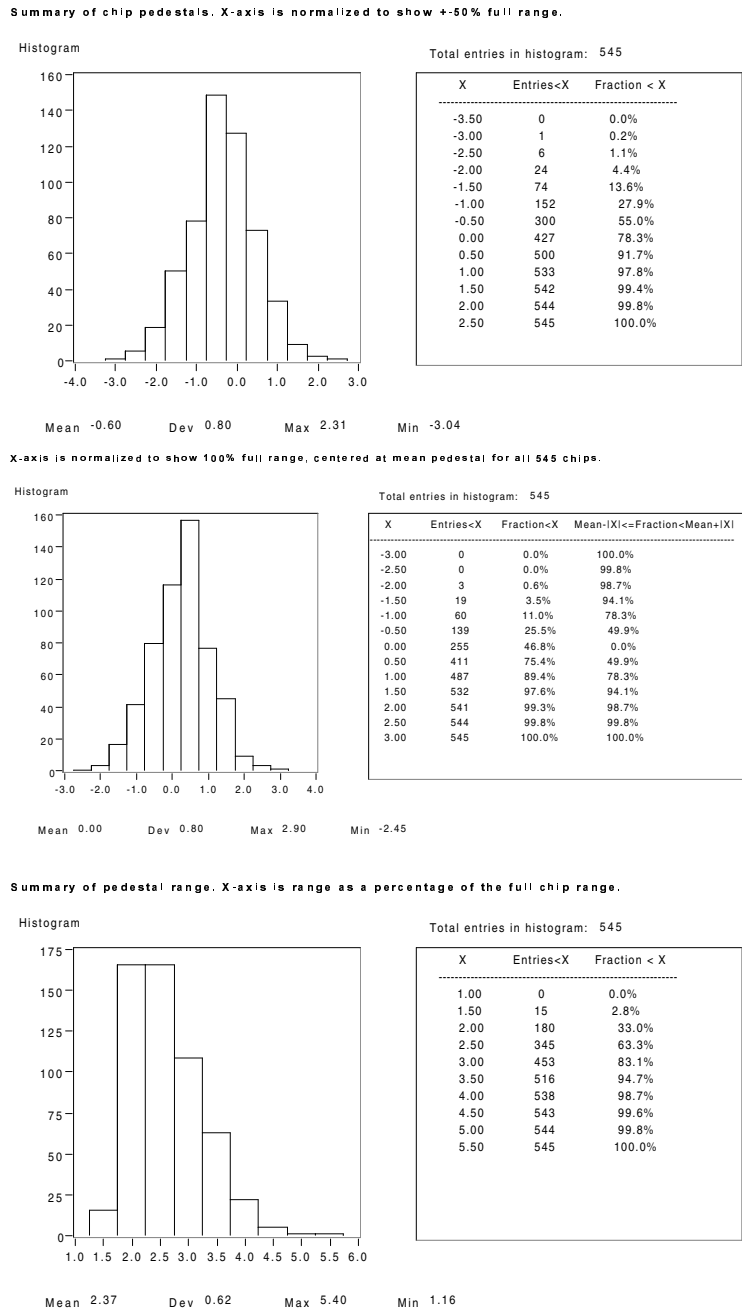 Summary of chip pedestals. X-axis is normalized to show +-50% full range.
Histogram
Total entries in histogram: 545
160
140
120
100
80
60
40
20
0
-4.0 -3.0 -2.0 -1.0 0.0 1.0 2.0 3.0
X Entries<X Fraction < X
-3.50 0 0.0%
-3.00 1 0.2%
-2.50 6 1.1%
-2.00 24 4.4%
-1.50 74 13.6%
-1.00 152 27.9%
-0.50 300 55.0%
0.00 427 78.3%
0.50 500 91.7%
1.00 533 97.8%
1.50 542 99.4%
2.00 544 99.8%
2.50 545 100.0%
Mean -0.60 Dev 0.80 Max 2.31 Min -3.04
X-axis is normalized to show 100% full range, centered at mean pedestal for all 545 chips.
Histogram
Total entries in histogram: 545
160
140
120
100
80
60
40
20
0
-3.0 -2.0 -1.0 0.0 1.0 2.0 3.0 4.0
X Entries<X Fraction<X Mean-|X|<=Fraction<Mean+|X|
-3.00 0 0.0% 100.0%
-2.50 0 0.0% 99.8%
-2.00 3 0.6% 98.7%
-1.50 19 3.5% 94.1%
-1.00 60 11.0% 78.3%
-0.50 139 25.5% 49.9%
0.00 255 46.8% 0.0%
0.50 411 75.4% 49.9%
1.00 487 89.4% 78.3%
1.50 532 97.6% 94.1%
2.00 541 99.3% 98.7%
2.50 544 99.8% 99.8%
3.00 545 100.0% 100.0%
Mean 0.00 Dev 0.80 Max 2.90 Min -2.45
Summary of pedestal range. X-axis is range as a percentage of the full chip range.
Histogram
Total entries in histogram: 545
175
150
125
100
75
50
25
0
1.0 1.5 2.0 2.5 3.0 3.5 4.0 4.5 5.0 5.5 6.0
X Entries<X Fraction < X
1.00 0 0.0%
1.50 15 2.8%
2.00 180 33.0%
2.50 345 63.3%
3.00 453 83.1%
3.50 516 94.7%
4.00 538 98.7%
4.50 543 99.6%
5.00 544 99.8%
5.50 545 100.0%
Mean 2.37 Dev 0.62 Max 5.40 Min 1.16